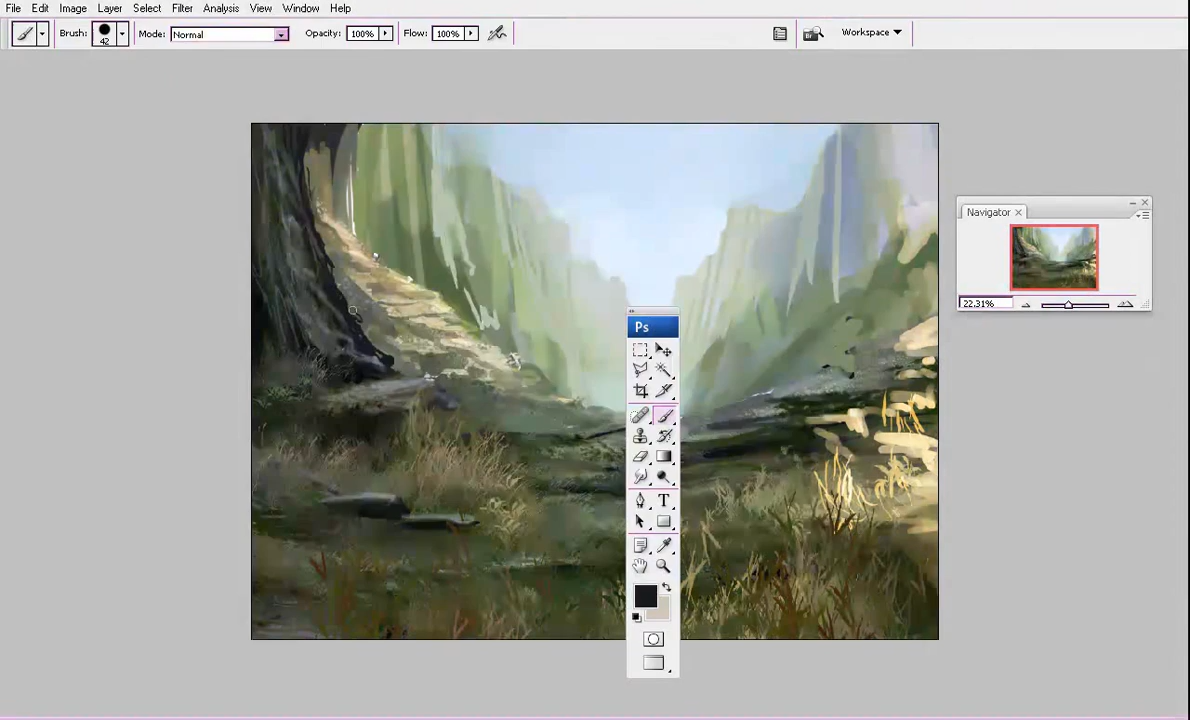 File Edit Image Layer Select Filter Analysis View Window Help
Brush: 42 Mode: Normal Opacity: 100% Flow: 100% Workspace
Navigator
22.31%
Ps
T